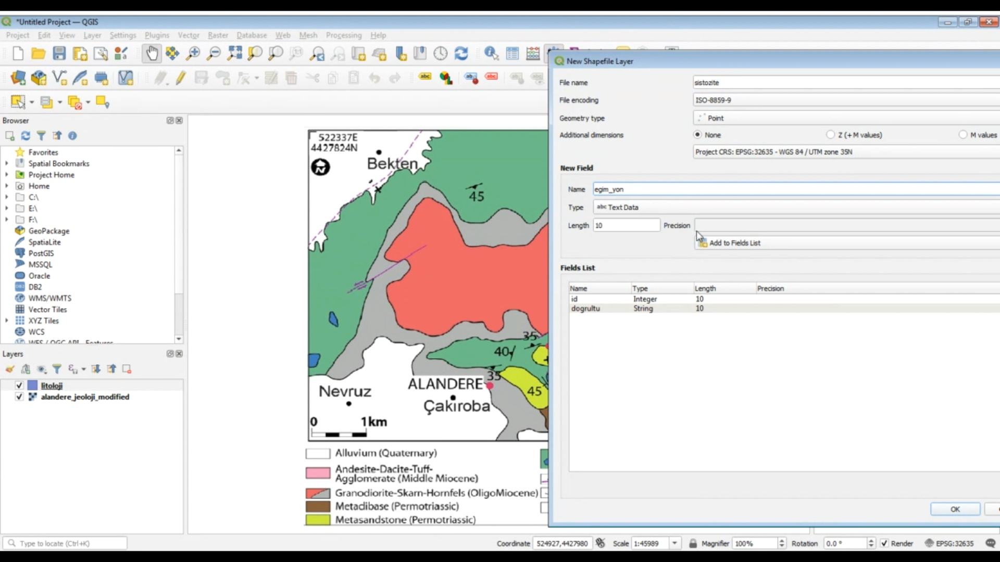 *Untitled Project — QGIS
Project Edit View Layer Settings Plugins Vector Raster Database Web Mesh Processing Help
Browser
Favorites
Spatial Bookmarks
Project Home
Home
C:\
E:\
F:\
GeoPackage
SpatiaLite
PostGIS
MSSQL
Oracle
DB2
WMS/WMTS
Vector Tiles
XYZ Tiles
WCS
WFS / OGC API - Features
Layers
litoloji
alandere_jeoloji_modified
522337E
4427824N
N
Bekten
45
35
40
35
45
ALANDERE
Nevruz
Çakıroba
0 1km
Alluvium (Quaternary)
Andesite-Dacite-Tuff-
Agglomerate (Middle Miocene)
Granodiorite-Skarn-Hornfels (OligoMiocene)
Metadibase (Permotriassic)
Metasandstone (Permotriassic)
New Shapefile Layer
File name sistozite
File encoding ISO-8859-9
Geometry type Point
Additional dimensions None Z (+ M values) M values
Project CRS: EPSG:32635 - WGS 84 / UTM zone 35N
New Field
Name egim_yon
Type abc Text Data
Length 10 Precision
Add to Fields List
Fields List
Name Type Length Precision
id Integer 10
dogrultu String 10
OK
Type to locate (Ctrl+K) Coordinate 524927,4427980 Scale 1:45989 Magnifier 100% Rotation 0.0 ° Render EPSG:32635